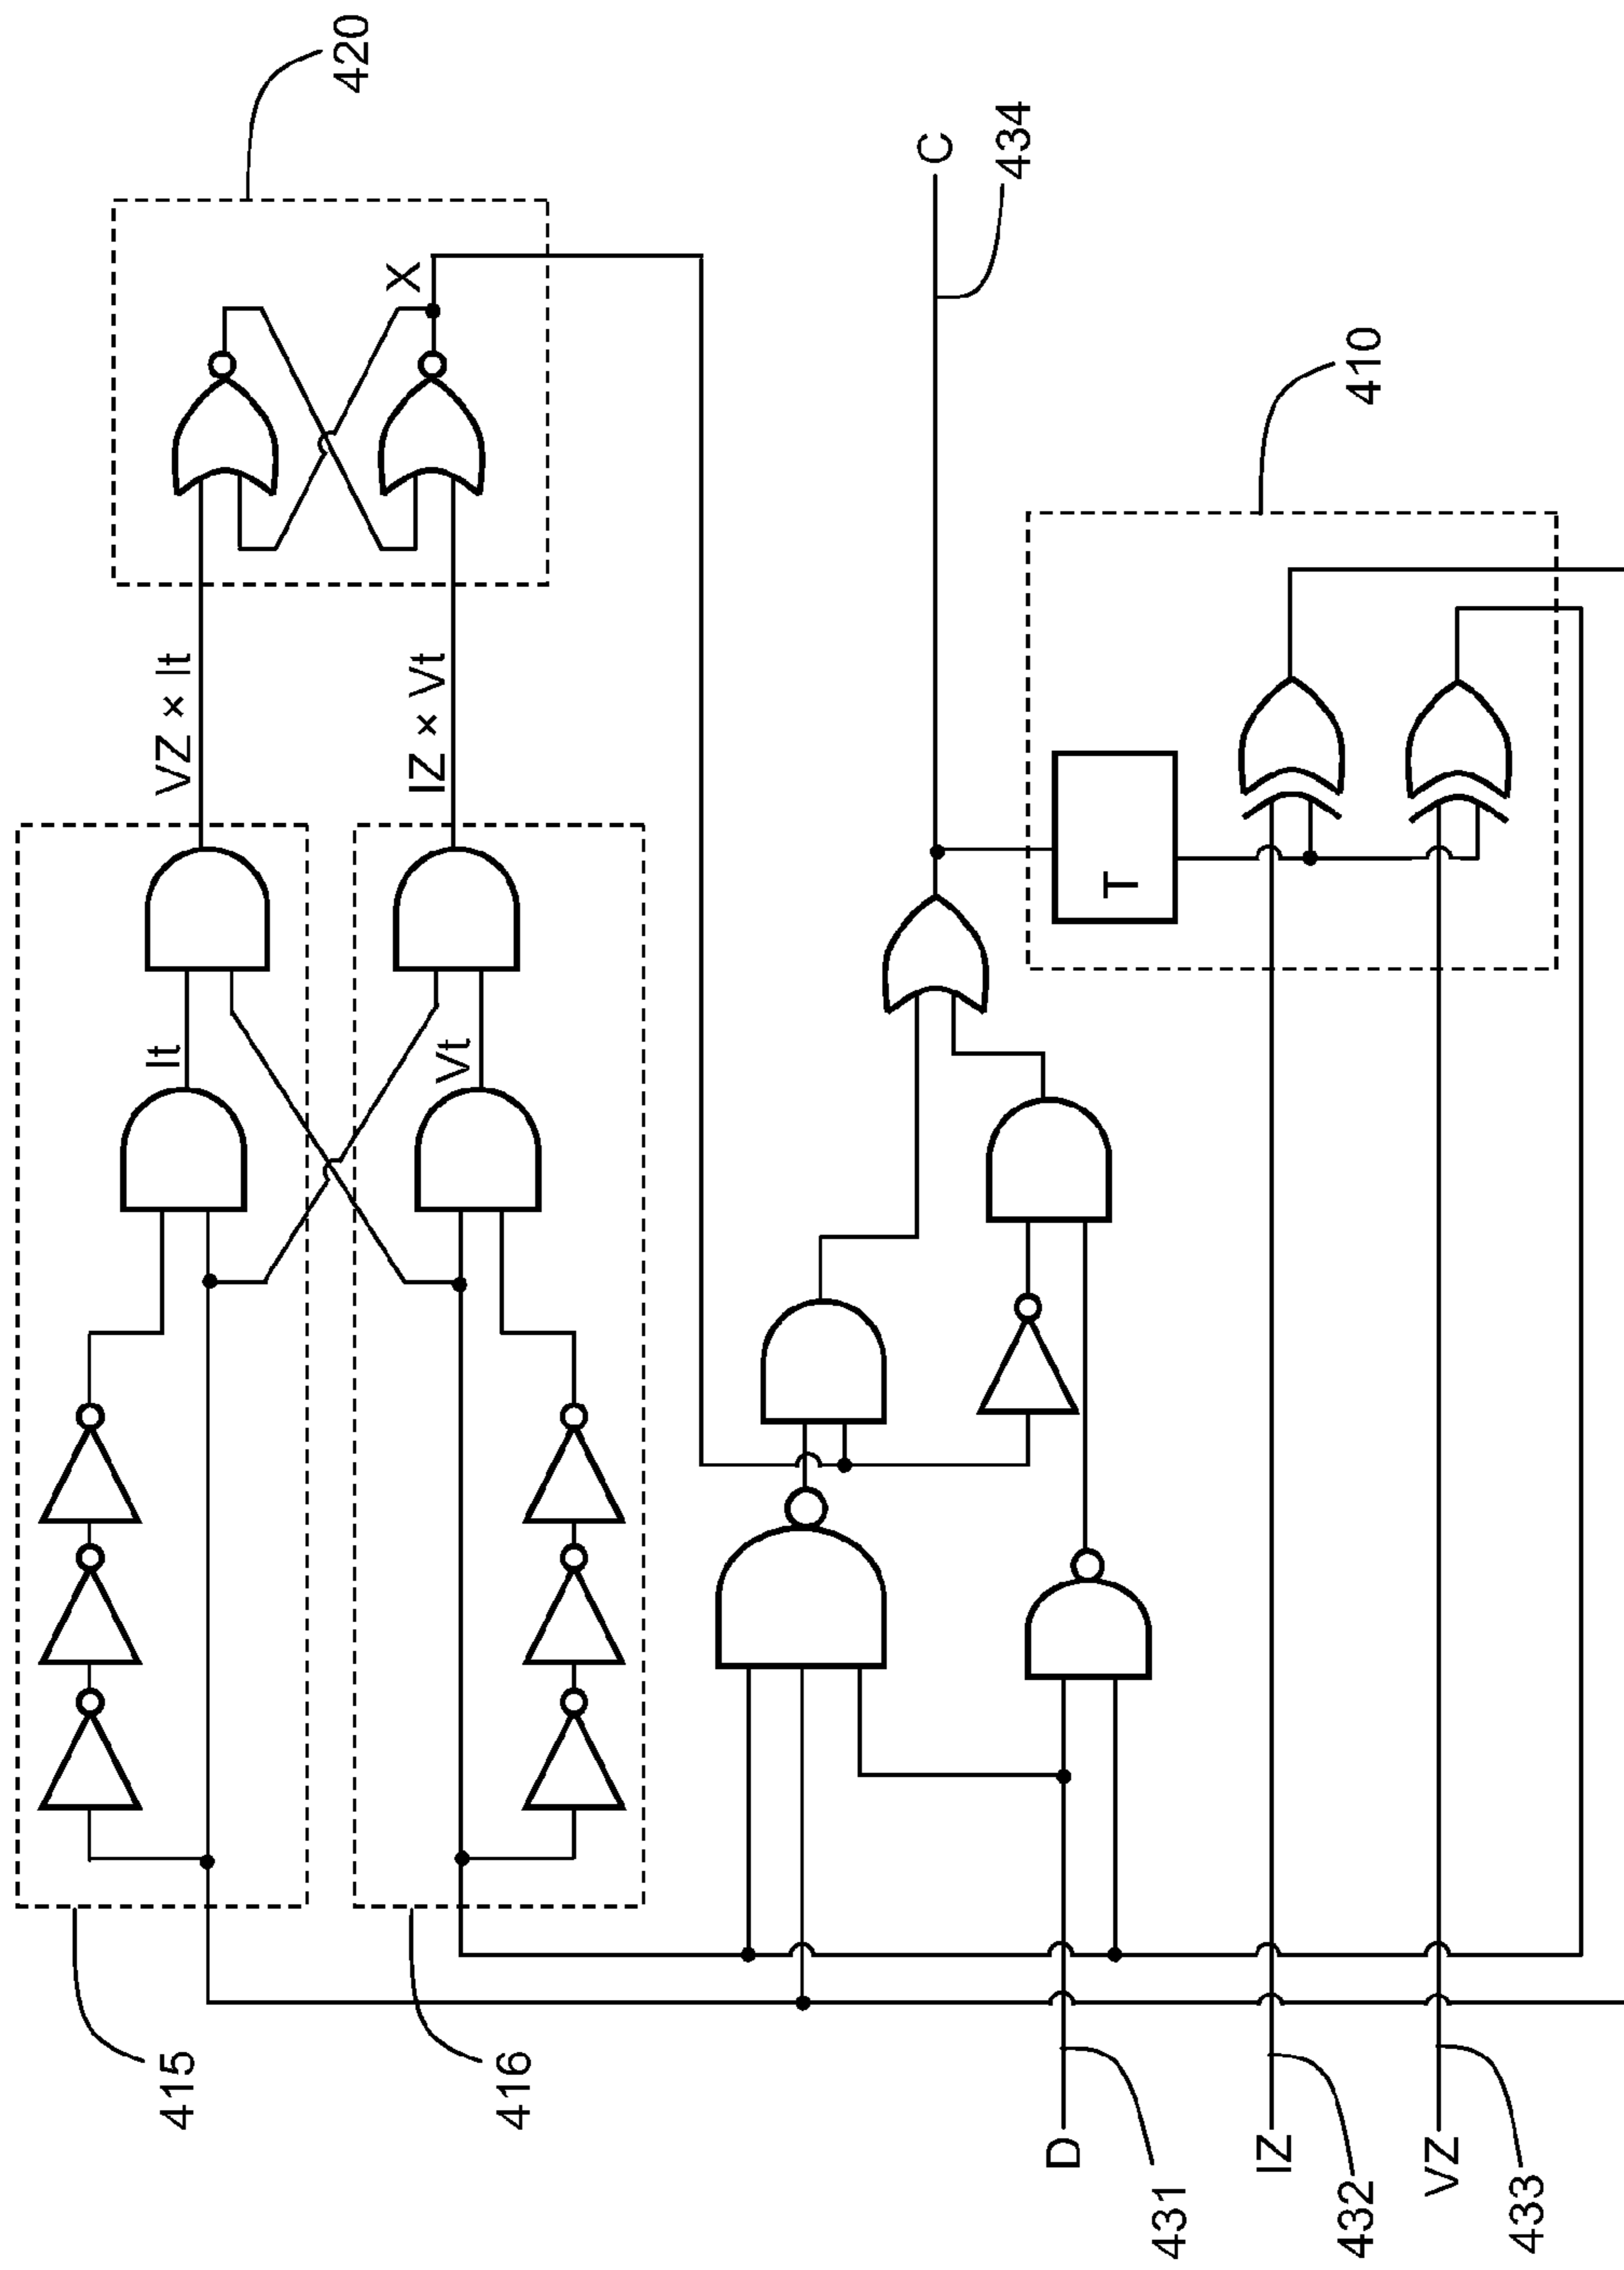 420
X
VZ × It
IZ × Vt
It
Vt
415
416
C
434
410
T
D
431
IZ
432
VZ
433